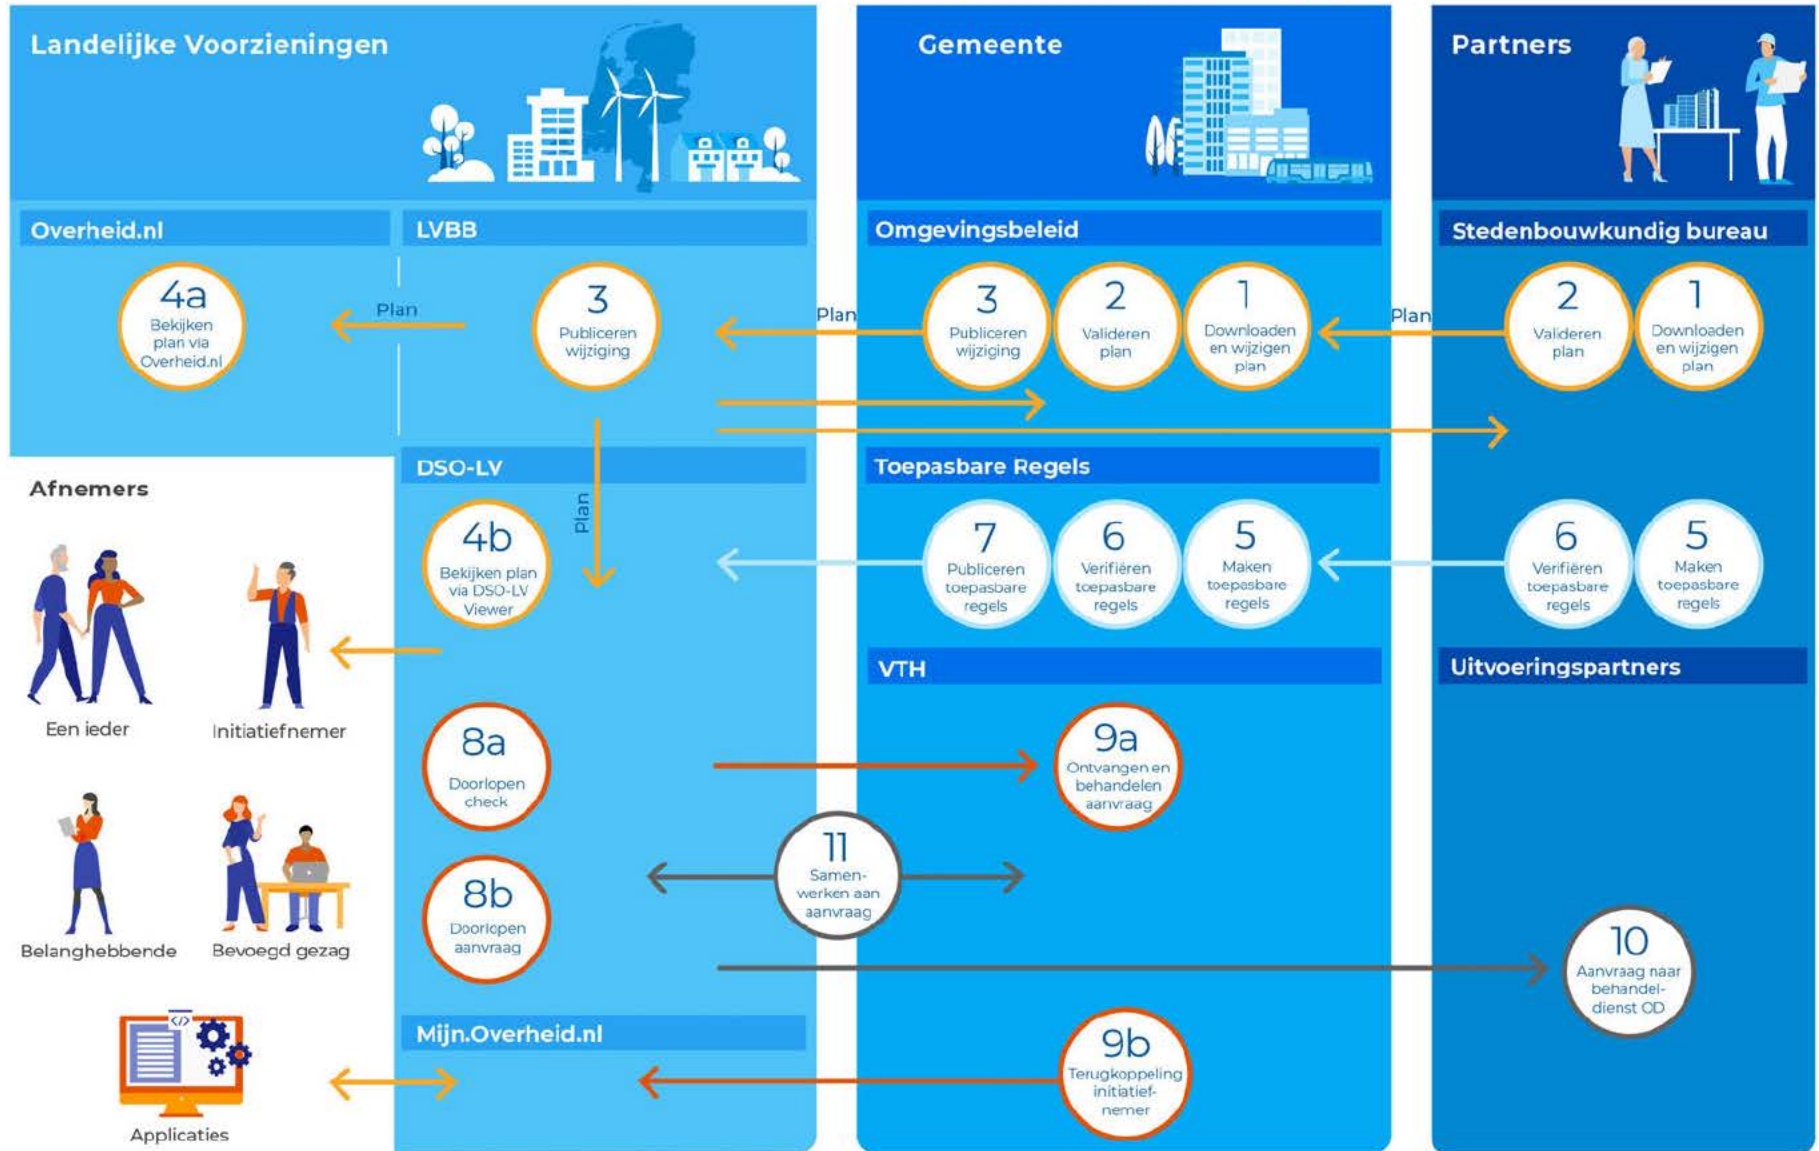 Landelijke Voorzieningen
Gemeente
Partners
Overheid.nl
LVBB
Omgevingsbeleid
Stedenbouwkundig bureau
4a
Bekijken
plan via
Overheid.nl
Plan
3
Publiceren
wijziging
Plan
3
Publiceren
wijziging
2
Valideren
plan
1
Downloaden
en wijzigen
plan
Plan
2
Valideren
plan
1
Downloaden
en wijzigen
plan
Afnemers
DSO-LV
Toepasbare Regels
4b
Bekijken plan
via DSO-LV
Viewer
Plan
7
Publiceren
toepasbare
regels
6
Verifiëren
toepasbare
regels
5
Maken
toepasbare
regels
6
Verifiëren
toepasbare
regels
5
Maken
toepasbare
regels
VTH
Uitvoeringspartners
Een ieder
Initiatiefnemer
8a
Doorlopen
check
9a
Ontvangen en
behandelen
aanvraag
11
Samen-
werken aan
aanvraag
8b
Doorlopen
aanvraag
Belanghebbende
Bevoegd gezag
10
Aanvraag naar
behandel-
dienst OD
</>
Mijn.Overheid.nl
9b
Terugkoppeling
initiatief-
nemer
Applicaties